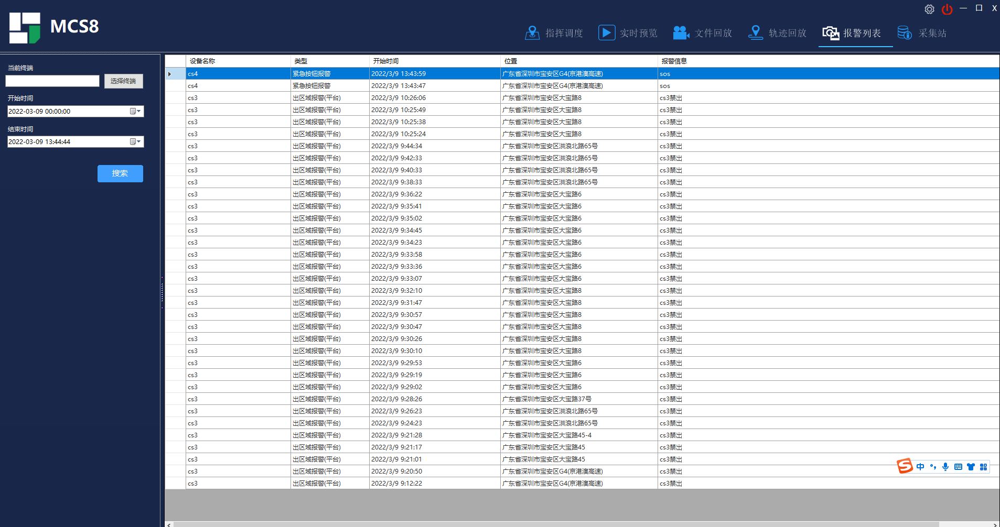 MCS8
指挥调度 实时预览 文件回放 轨迹回放 报警列表 采集站
当前终端
选择终端
开始时间
2022-03-09 00:00:00
结束时间
2022-03-09 13:44:44
搜索
设备名称 类型 开始时间 位置 报警信息
cs4 紧急按钮报警 2022/3/9 13:43:59 广东省深圳市宝安区G4(京港澳高速) sos
cs4 紧急按钮报警 2022/3/9 13:43:47 广东省深圳市宝安区G4(京港澳高速) sos
cs3 出区域报警(平台) 2022/3/9 10:26:06 广东省深圳市宝安区大宝路8 cs3禁出
cs3 出区域报警(平台) 2022/3/9 10:25:49 广东省深圳市宝安区大宝路8 cs3禁出
cs3 出区域报警(平台) 2022/3/9 10:25:38 广东省深圳市宝安区大宝路8 cs3禁出
cs3 出区域报警(平台) 2022/3/9 10:25:24 广东省深圳市宝安区大宝路8 cs3禁出
cs3 出区域报警(平台) 2022/3/9 9:44:34 广东省深圳市宝安区洪浪北路65号 cs3禁出
cs3 出区域报警(平台) 2022/3/9 9:42:33 广东省深圳市宝安区洪浪北路65号 cs3禁出
cs3 出区域报警(平台) 2022/3/9 9:40:33 广东省深圳市宝安区洪浪北路65号 cs3禁出
cs3 出区域报警(平台) 2022/3/9 9:38:33 广东省深圳市宝安区洪浪北路65号 cs3禁出
cs3 出区域报警(平台) 2022/3/9 9:36:22 广东省深圳市宝安区大宝路6 cs3禁出
cs3 出区域报警(平台) 2022/3/9 9:35:41 广东省深圳市宝安区大宝路6 cs3禁出
cs3 出区域报警(平台) 2022/3/9 9:35:02 广东省深圳市宝安区大宝路6 cs3禁出
cs3 出区域报警(平台) 2022/3/9 9:34:45 广东省深圳市宝安区大宝路6 cs3禁出
cs3 出区域报警(平台) 2022/3/9 9:34:23 广东省深圳市宝安区大宝路6 cs3禁出
cs3 出区域报警(平台) 2022/3/9 9:33:58 广东省深圳市宝安区大宝路6 cs3禁出
cs3 出区域报警(平台) 2022/3/9 9:33:36 广东省深圳市宝安区大宝路6 cs3禁出
cs3 出区域报警(平台) 2022/3/9 9:33:07 广东省深圳市宝安区大宝路6 cs3禁出
cs3 出区域报警(平台) 2022/3/9 9:32:10 广东省深圳市宝安区大宝路8 cs3禁出
cs3 出区域报警(平台) 2022/3/9 9:31:47 广东省深圳市宝安区大宝路8 cs3禁出
cs3 出区域报警(平台) 2022/3/9 9:30:57 广东省深圳市宝安区大宝路8 cs3禁出
cs3 出区域报警(平台) 2022/3/9 9:30:47 广东省深圳市宝安区大宝路8 cs3禁出
cs3 出区域报警(平台) 2022/3/9 9:30:26 广东省深圳市宝安区大宝路8 cs3禁出
cs3 出区域报警(平台) 2022/3/9 9:30:10 广东省深圳市宝安区大宝路8 cs3禁出
cs3 出区域报警(平台) 2022/3/9 9:29:53 广东省深圳市宝安区大宝路6 cs3禁出
cs3 出区域报警(平台) 2022/3/9 9:29:19 广东省深圳市宝安区大宝路6 cs3禁出
cs3 出区域报警(平台) 2022/3/9 9:29:02 广东省深圳市宝安区大宝路6 cs3禁出
cs3 出区域报警(平台) 2022/3/9 9:28:26 广东省深圳市宝安区大宝路37号 cs3禁出
cs3 出区域报警(平台) 2022/3/9 9:26:23 广东省深圳市宝安区洪浪北路65号 cs3禁出
cs3 出区域报警(平台) 2022/3/9 9:24:23 广东省深圳市宝安区洪浪北路65号 cs3禁出
cs3 出区域报警(平台) 2022/3/9 9:21:28 广东省深圳市宝安区大宝路45-4 cs3禁出
cs3 出区域报警(平台) 2022/3/9 9:21:17 广东省深圳市宝安区大宝路45 cs3禁出
cs3 出区域报警(平台) 2022/3/9 9:21:01 广东省深圳市宝安区大宝路45 cs3禁出
cs3 出区域报警(平台) 2022/3/9 9:20:50 广东省深圳市宝安区G4(京港澳高速) cs3禁出
cs3 出区域报警(平台) 2022/3/9 9:12:22 广东省深圳市宝安区G4(京港澳高速) cs3禁出
中